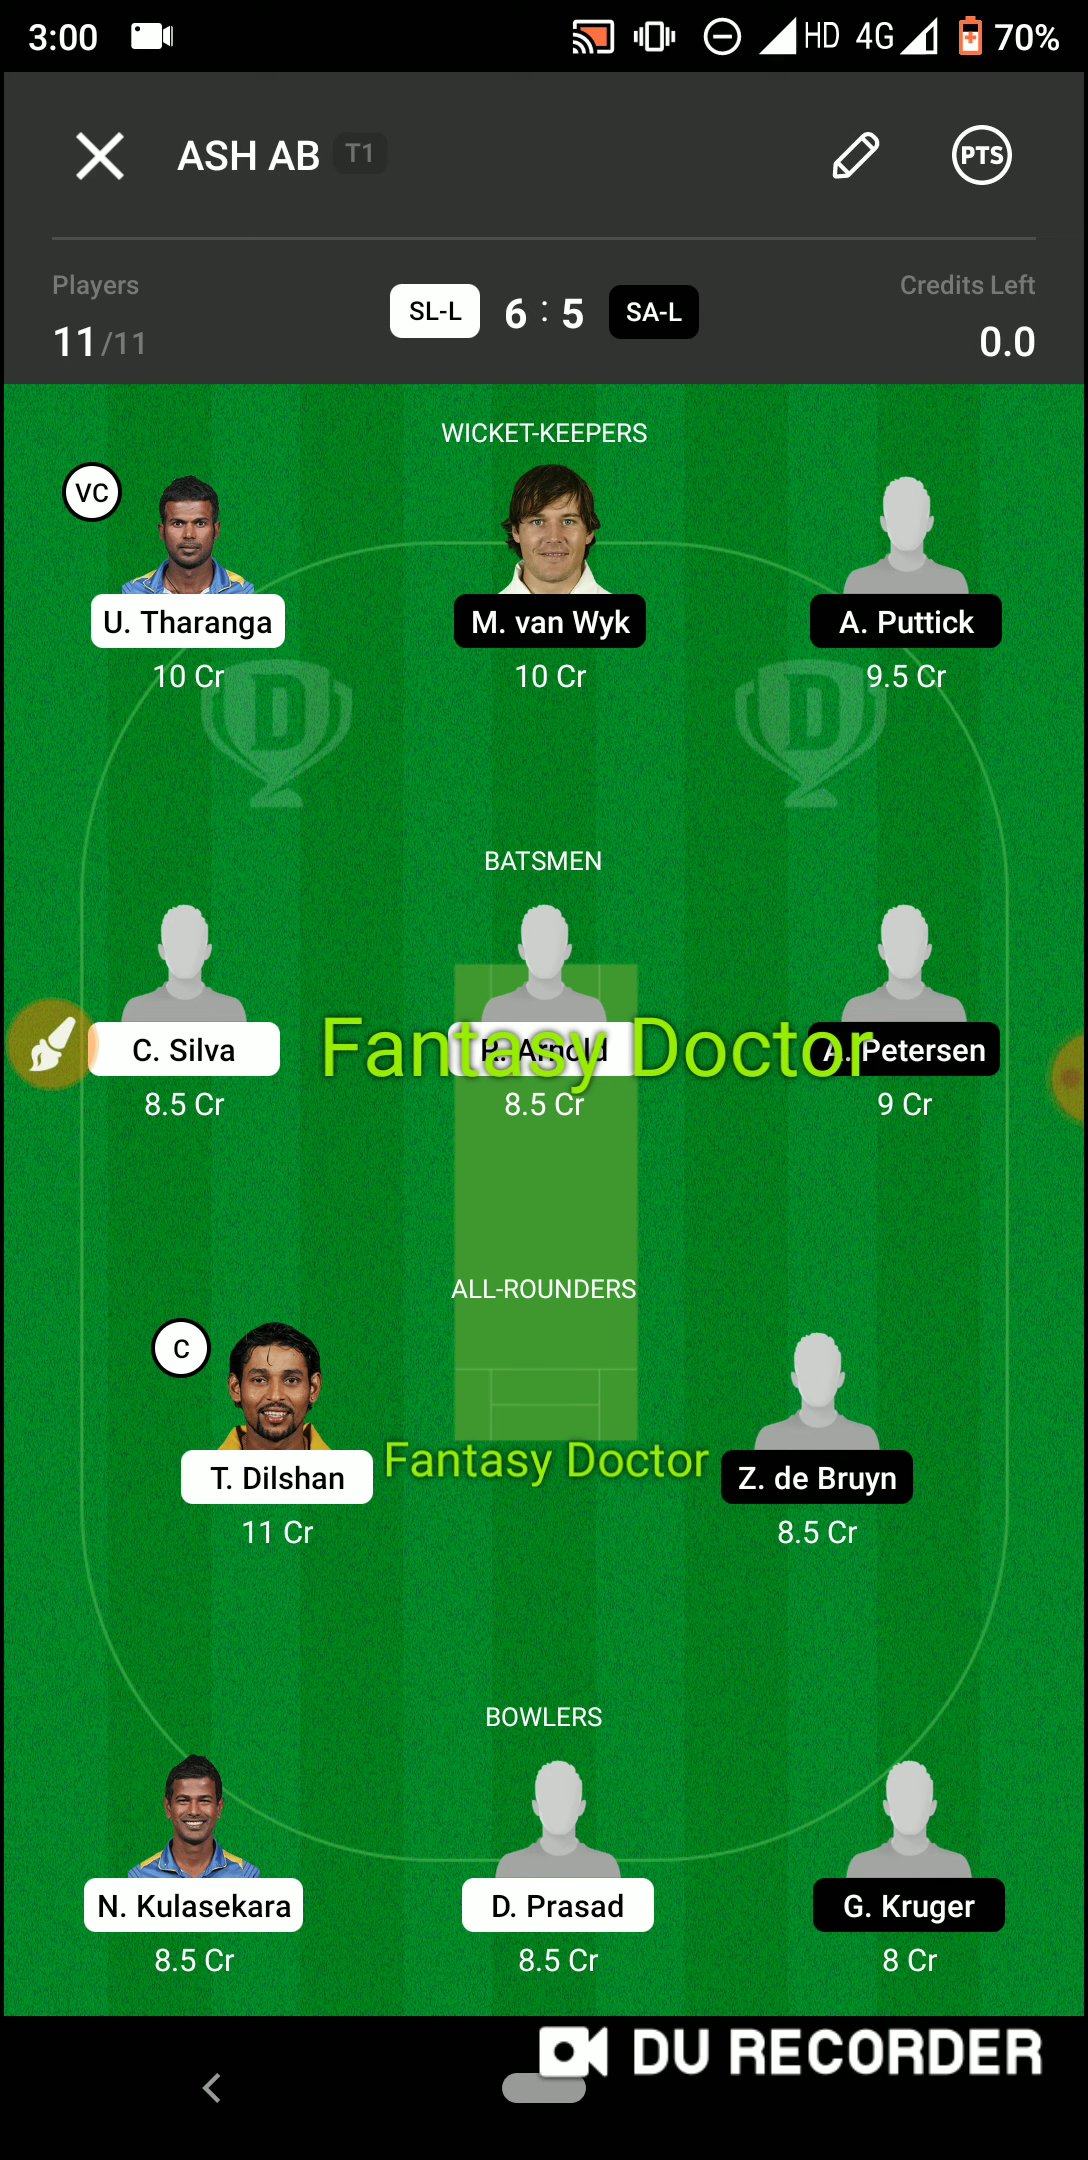 3:00 HD 4G 70%
ASH AB T1 PTS
Players Credits Left
SL-L 6 : 5 SA-L
11/11 0.0
WICKET-KEEPERS
VC
U. Tharanga M. van Wyk A. Puttick
10 Cr 10 Cr 9.5 Cr
D D
BATSMEN
C. Silva R. Arnold A. Petersen
Fantasy Doctor
8.5 Cr 8.5 Cr 9 Cr
ALL-ROUNDERS
C
Fantasy Doctor
T. Dilshan Z. de Bruyn
11 Cr 8.5 Cr
BOWLERS
N. Kulasekara D. Prasad G. Kruger
8.5 Cr 8.5 Cr 8 Cr
DU RECORDER